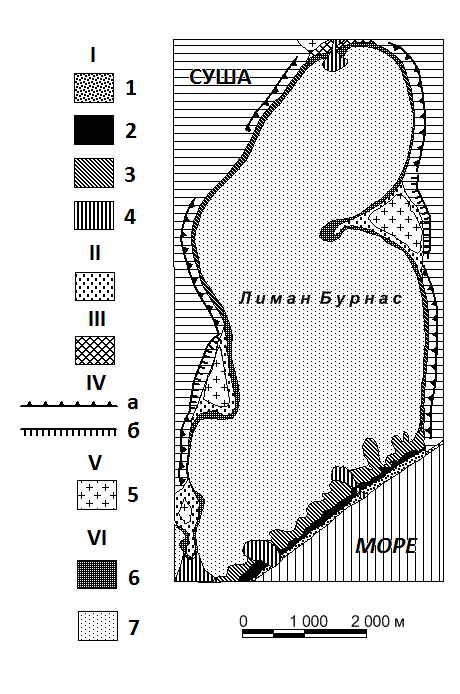 I
1
2
3
4
II
III
IV
а
б
V
5
VI
6
7
СУША
Лиман Бурнас
МОРЕ
0 1 000 2 000 м